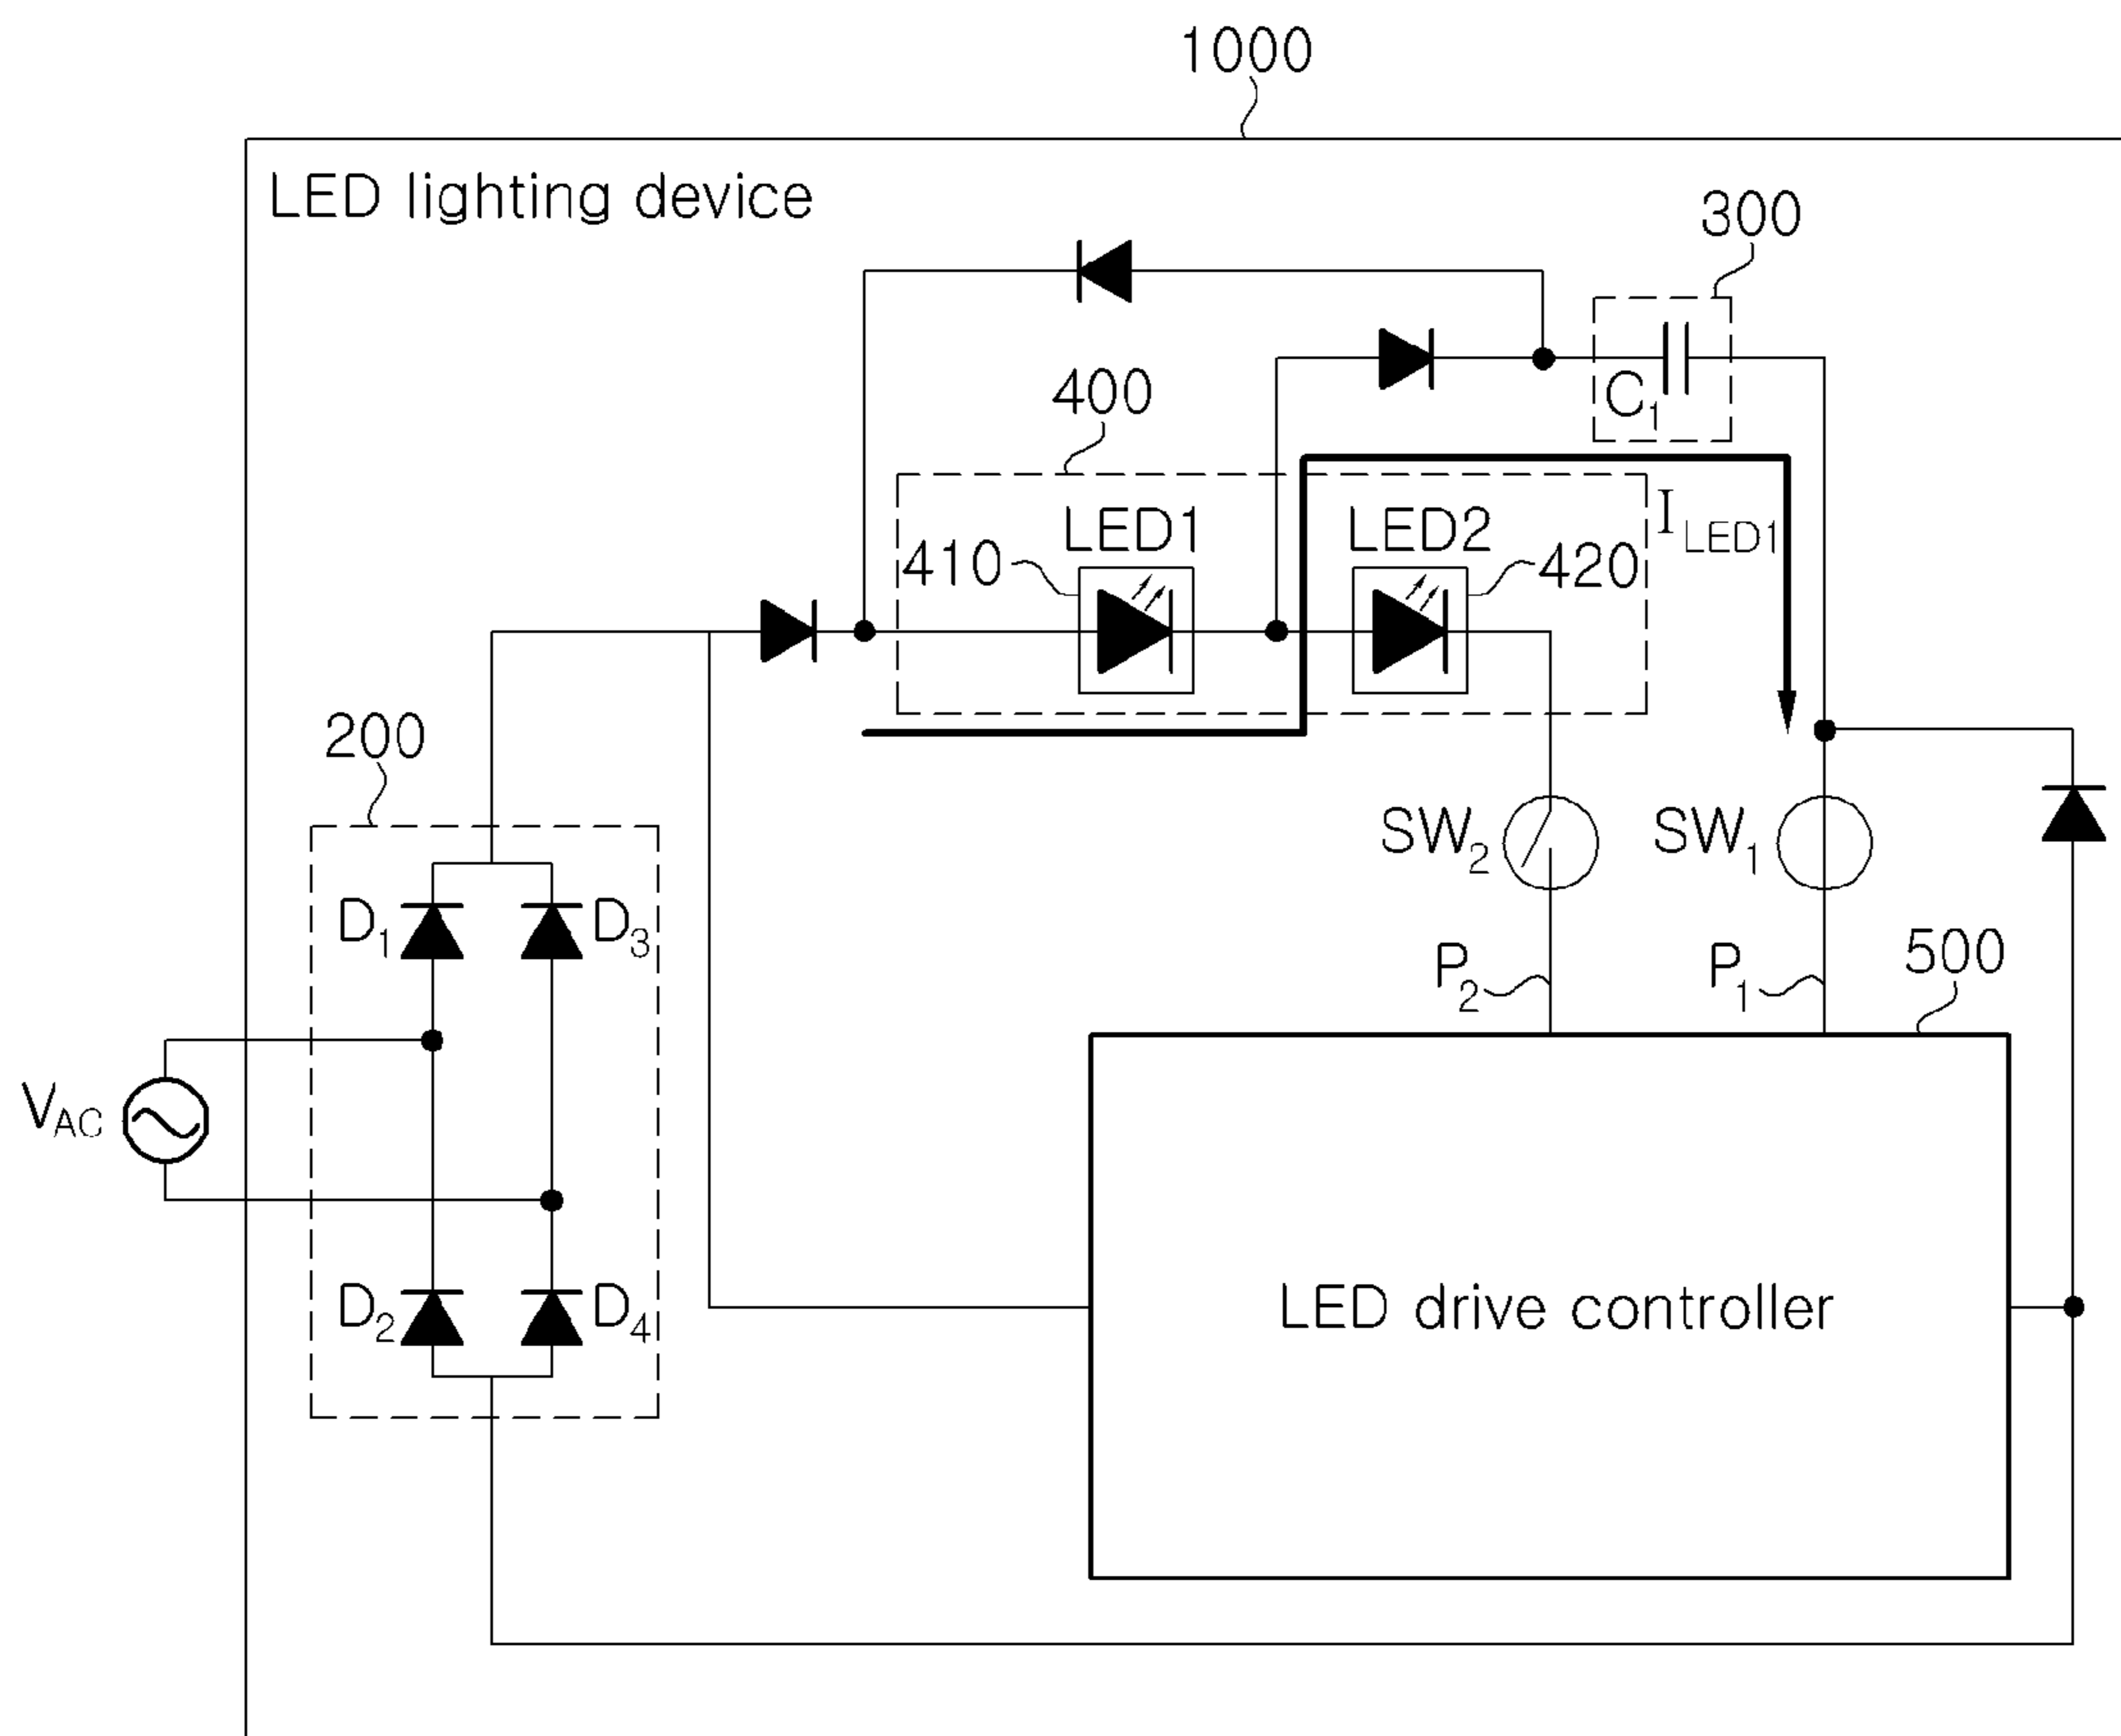 1000
LED lighting device
300
400
C1
LED1
LED2
ILED1
410
420
200
SW2
SW1
D1
D3
P2
P1
500
VAC
D2
D4
LED drive controller